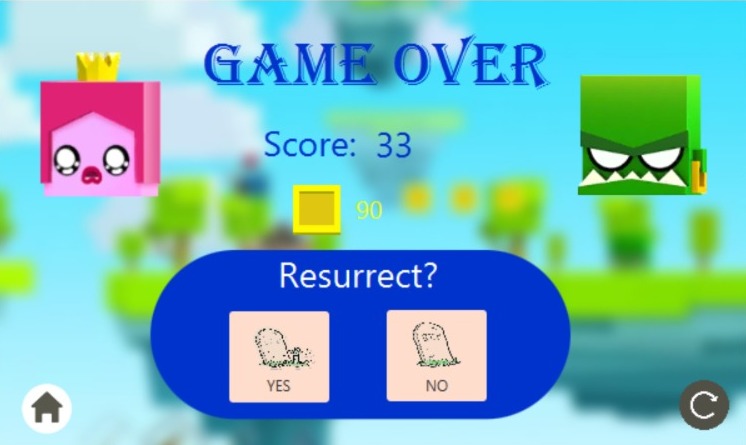 GAME OVER
Score: 33
90
Resurrect?
YES
NO